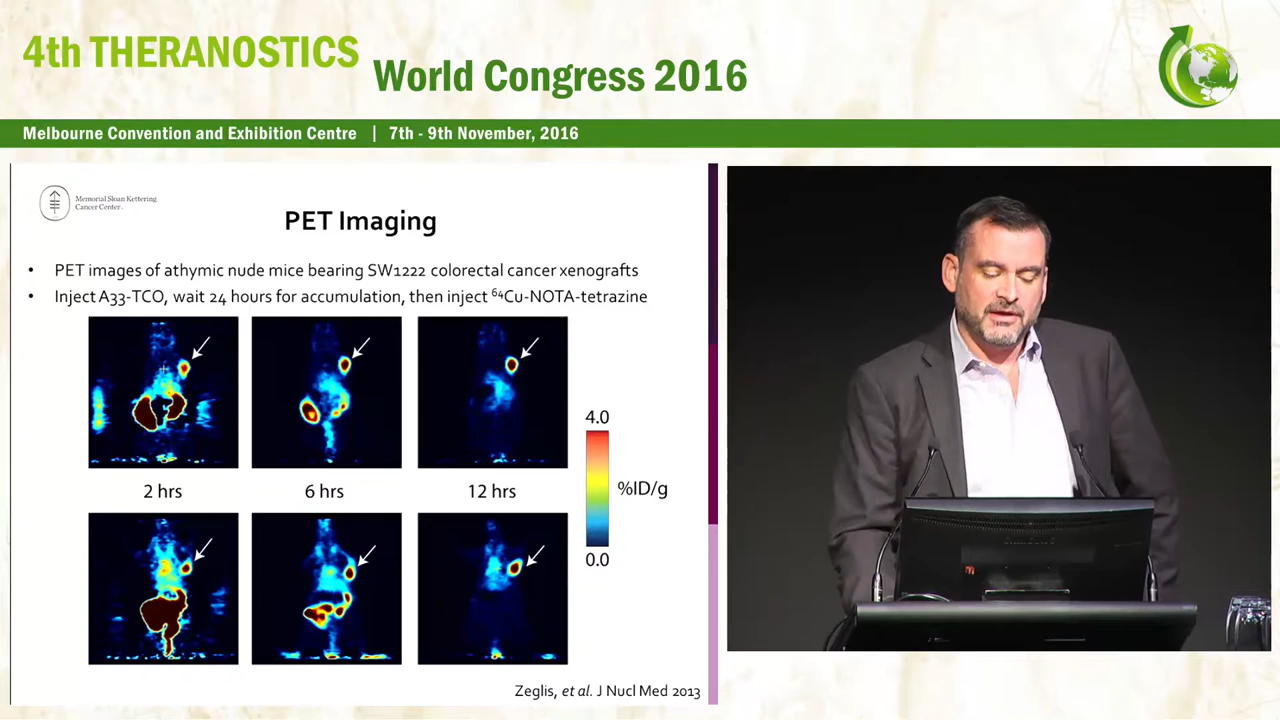 4th THERANOSTICS
World Congress 2016
Melbourne Convention and Exhibition Centre | 7th - 9th November, 2016
Memorial Sloan Kettering
Cancer Center
PET Imaging
• PET images of athymic nude mice bearing SW1222 colorectal cancer xenografts
• Inject A33-TCO, wait 24 hours for accumulation, then inject ⁶⁴Cu-NOTA-tetrazine
4.0
%ID/g
0.0
2 hrs
6 hrs
12 hrs
Zeglis, et al. J Nucl Med 2013
SAMSUNG